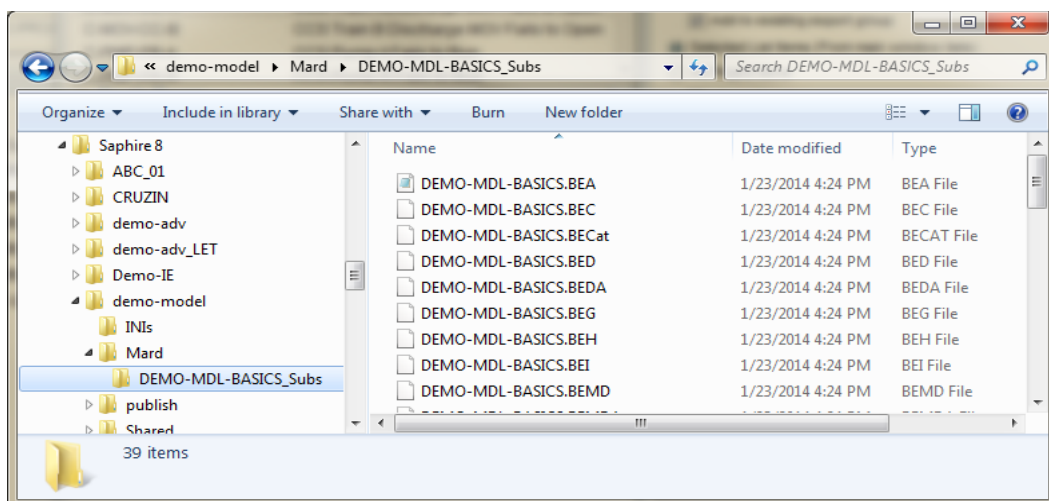 « demo-model ▸ Mard ▸ DEMO-MDL-BASICS_Subs
Search DEMO-MDL-BASICS_Subs
Organize Include in library Share with Burn New folder
Saphire 8
ABC_01
CRUZIN
demo-adv
demo-adv_LET
Demo-IE
demo-model
INIs
Mard
DEMO-MDL-BASICS_Subs
publish
Shared
Name Date modified Type
DEMO-MDL-BASICS.BEA 1/23/2014 4:24 PM BEA File
DEMO-MDL-BASICS.BEC 1/23/2014 4:24 PM BEC File
DEMO-MDL-BASICS.BECat 1/23/2014 4:24 PM BECAT File
DEMO-MDL-BASICS.BED 1/23/2014 4:24 PM BED File
DEMO-MDL-BASICS.BEDA 1/23/2014 4:24 PM BEDA File
DEMO-MDL-BASICS.BEG 1/23/2014 4:24 PM BEG File
DEMO-MDL-BASICS.BEH 1/23/2014 4:24 PM BEH File
DEMO-MDL-BASICS.BEI 1/23/2014 4:24 PM BEI File
DEMO-MDL-BASICS.BEMD 1/23/2014 4:24 PM BEMD File
39 items